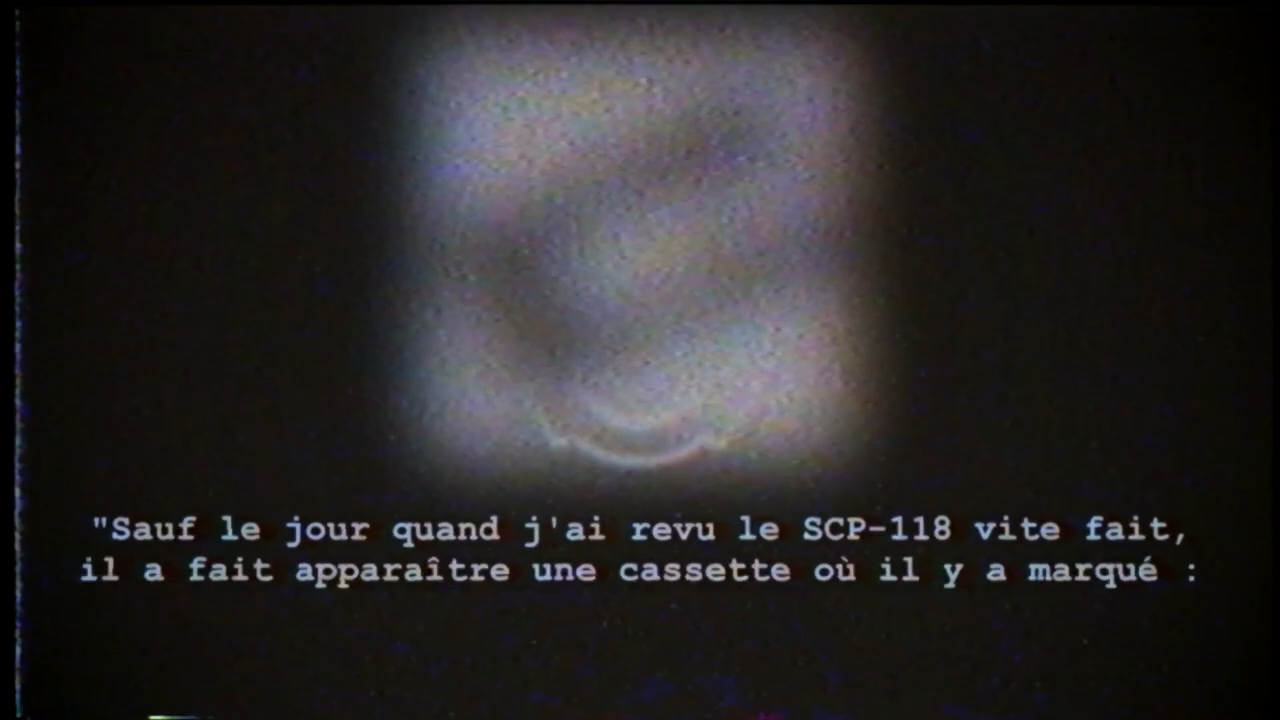 "Sauf le jour quand j'ai revu le SCP-118 vite fait,
il a fait apparaître une cassette où il y a marqué :